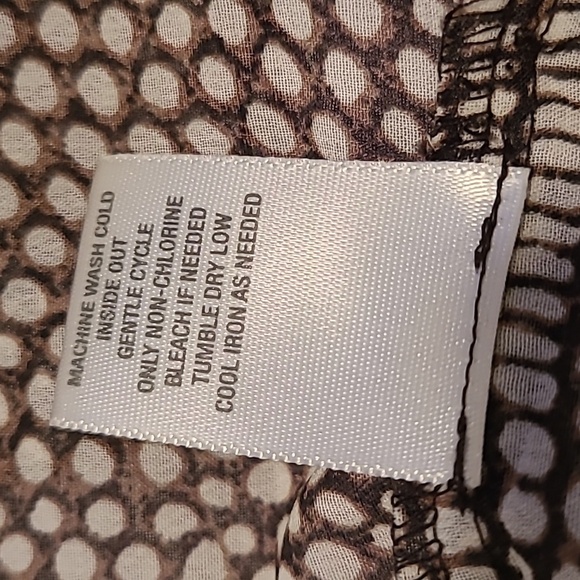 MACHINE WASH COLD
INSIDE OUT
GENTLE CYCLE
ONLY NON-CHLORINE
BLEACH IF NEEDED
TUMBLE DRY LOW
COOL IRON AS NEEDED